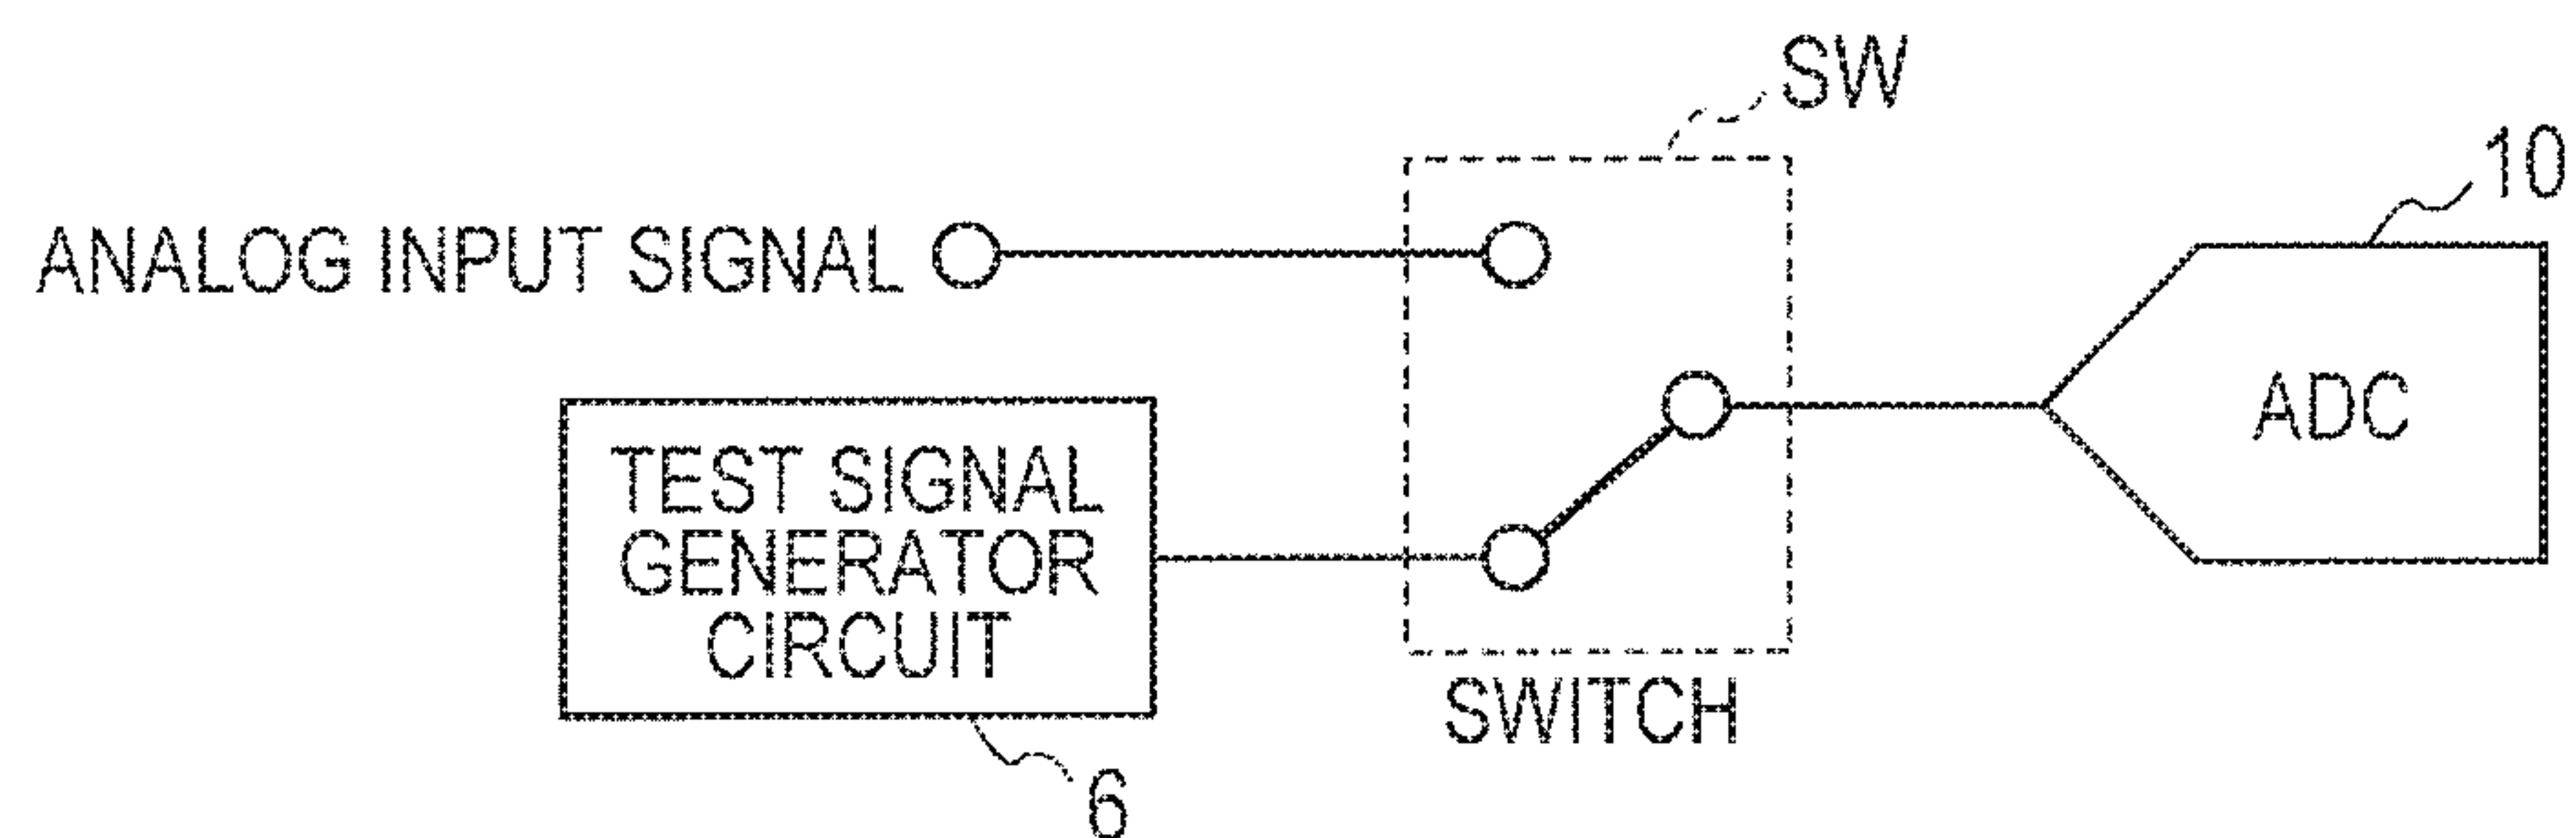 SW
10
ANALOG INPUT SIGNAL
ADC
TEST SIGNAL
GENERATOR
CIRCUIT
SWITCH
6